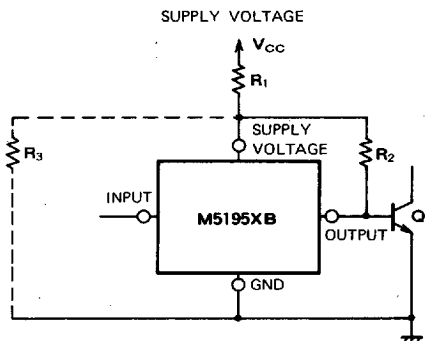 SUPPLY VOLTAGE
VCC
R1
R3
SUPPLY
VOLTAGE
R2
INPUT
M5195XB
OUTPUT
Q
GND